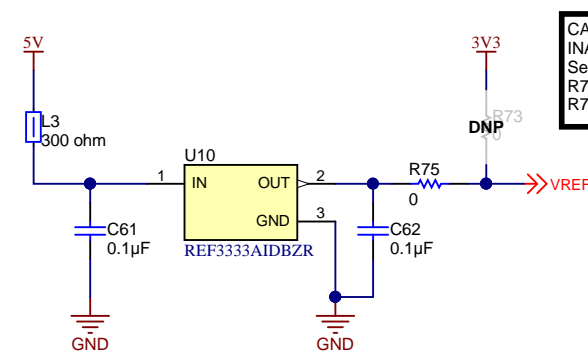 5V
3V3
CA
INA
Se
R7
R7
L3
300 ohm
R73
DNP
0
U10
1
IN
OUT
2
GND
3
REF3333AIDBZR
R75
0
VREF
C61
0.1µF
C62
0.1µF
GND
GND